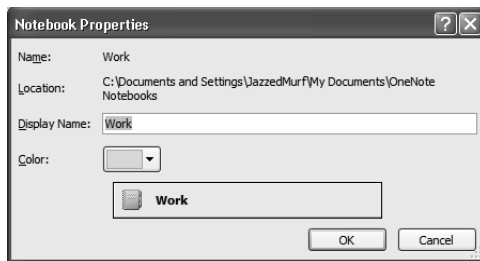 Notebook Properties
Name: Work
Location: C:\Documents and Settings\JazzedMurf\My Documents\OneNote
Notebooks
Display Name: Work
Color:
Work
OK Cancel